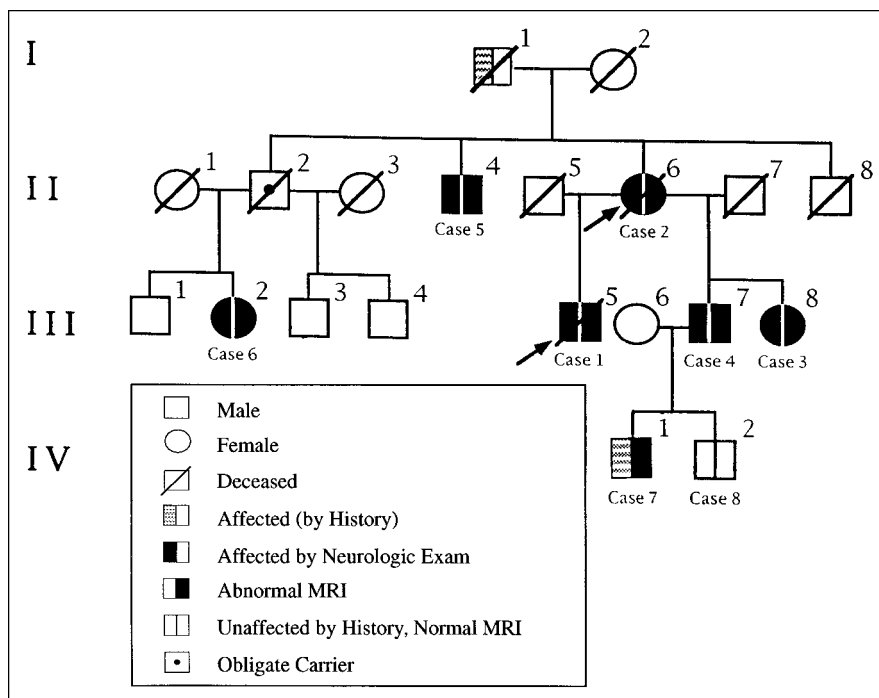 I
1 2
II
1 2 3 4 5 6 7 8
Case 5 Case 2
III
1 2 3 4 5 6 7 8
Case 6 Case 1 Case 4 Case 3
IV
1 2
Case 7 Case 8
Male
Female
Deceased
Affected (by History)
Affected by Neurologic Exam
Abnormal MRI
Unaffected by History, Normal MRI
Obligate Carrier